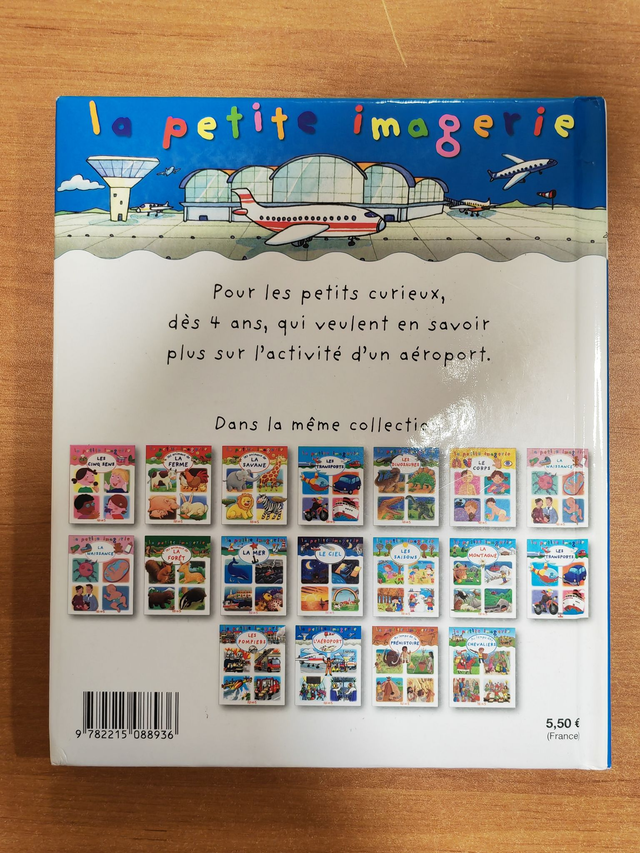 la petite imagerie
Pour les petits curieux,
dès 4 ans, qui veulent en savoir
plus sur l'activité d'un aéroport.
Dans la même collectio
LES CINQ SENS
LA FERME
LA SAVANE
LES TRANSPORTS
LES DINOSAURES
LE CORPS
LA NAISSANCE
LA NAISSANCE
LA FORÊT
LA MER
LE CIEL
LES SAISONS
LA MONTAGNE
LES TRANSPORTS
LES POMPIERS
L'AÉROPORT
PRÉHISTOIRE
CHEVALIERS
9 782215 088936
5,50 €
(France